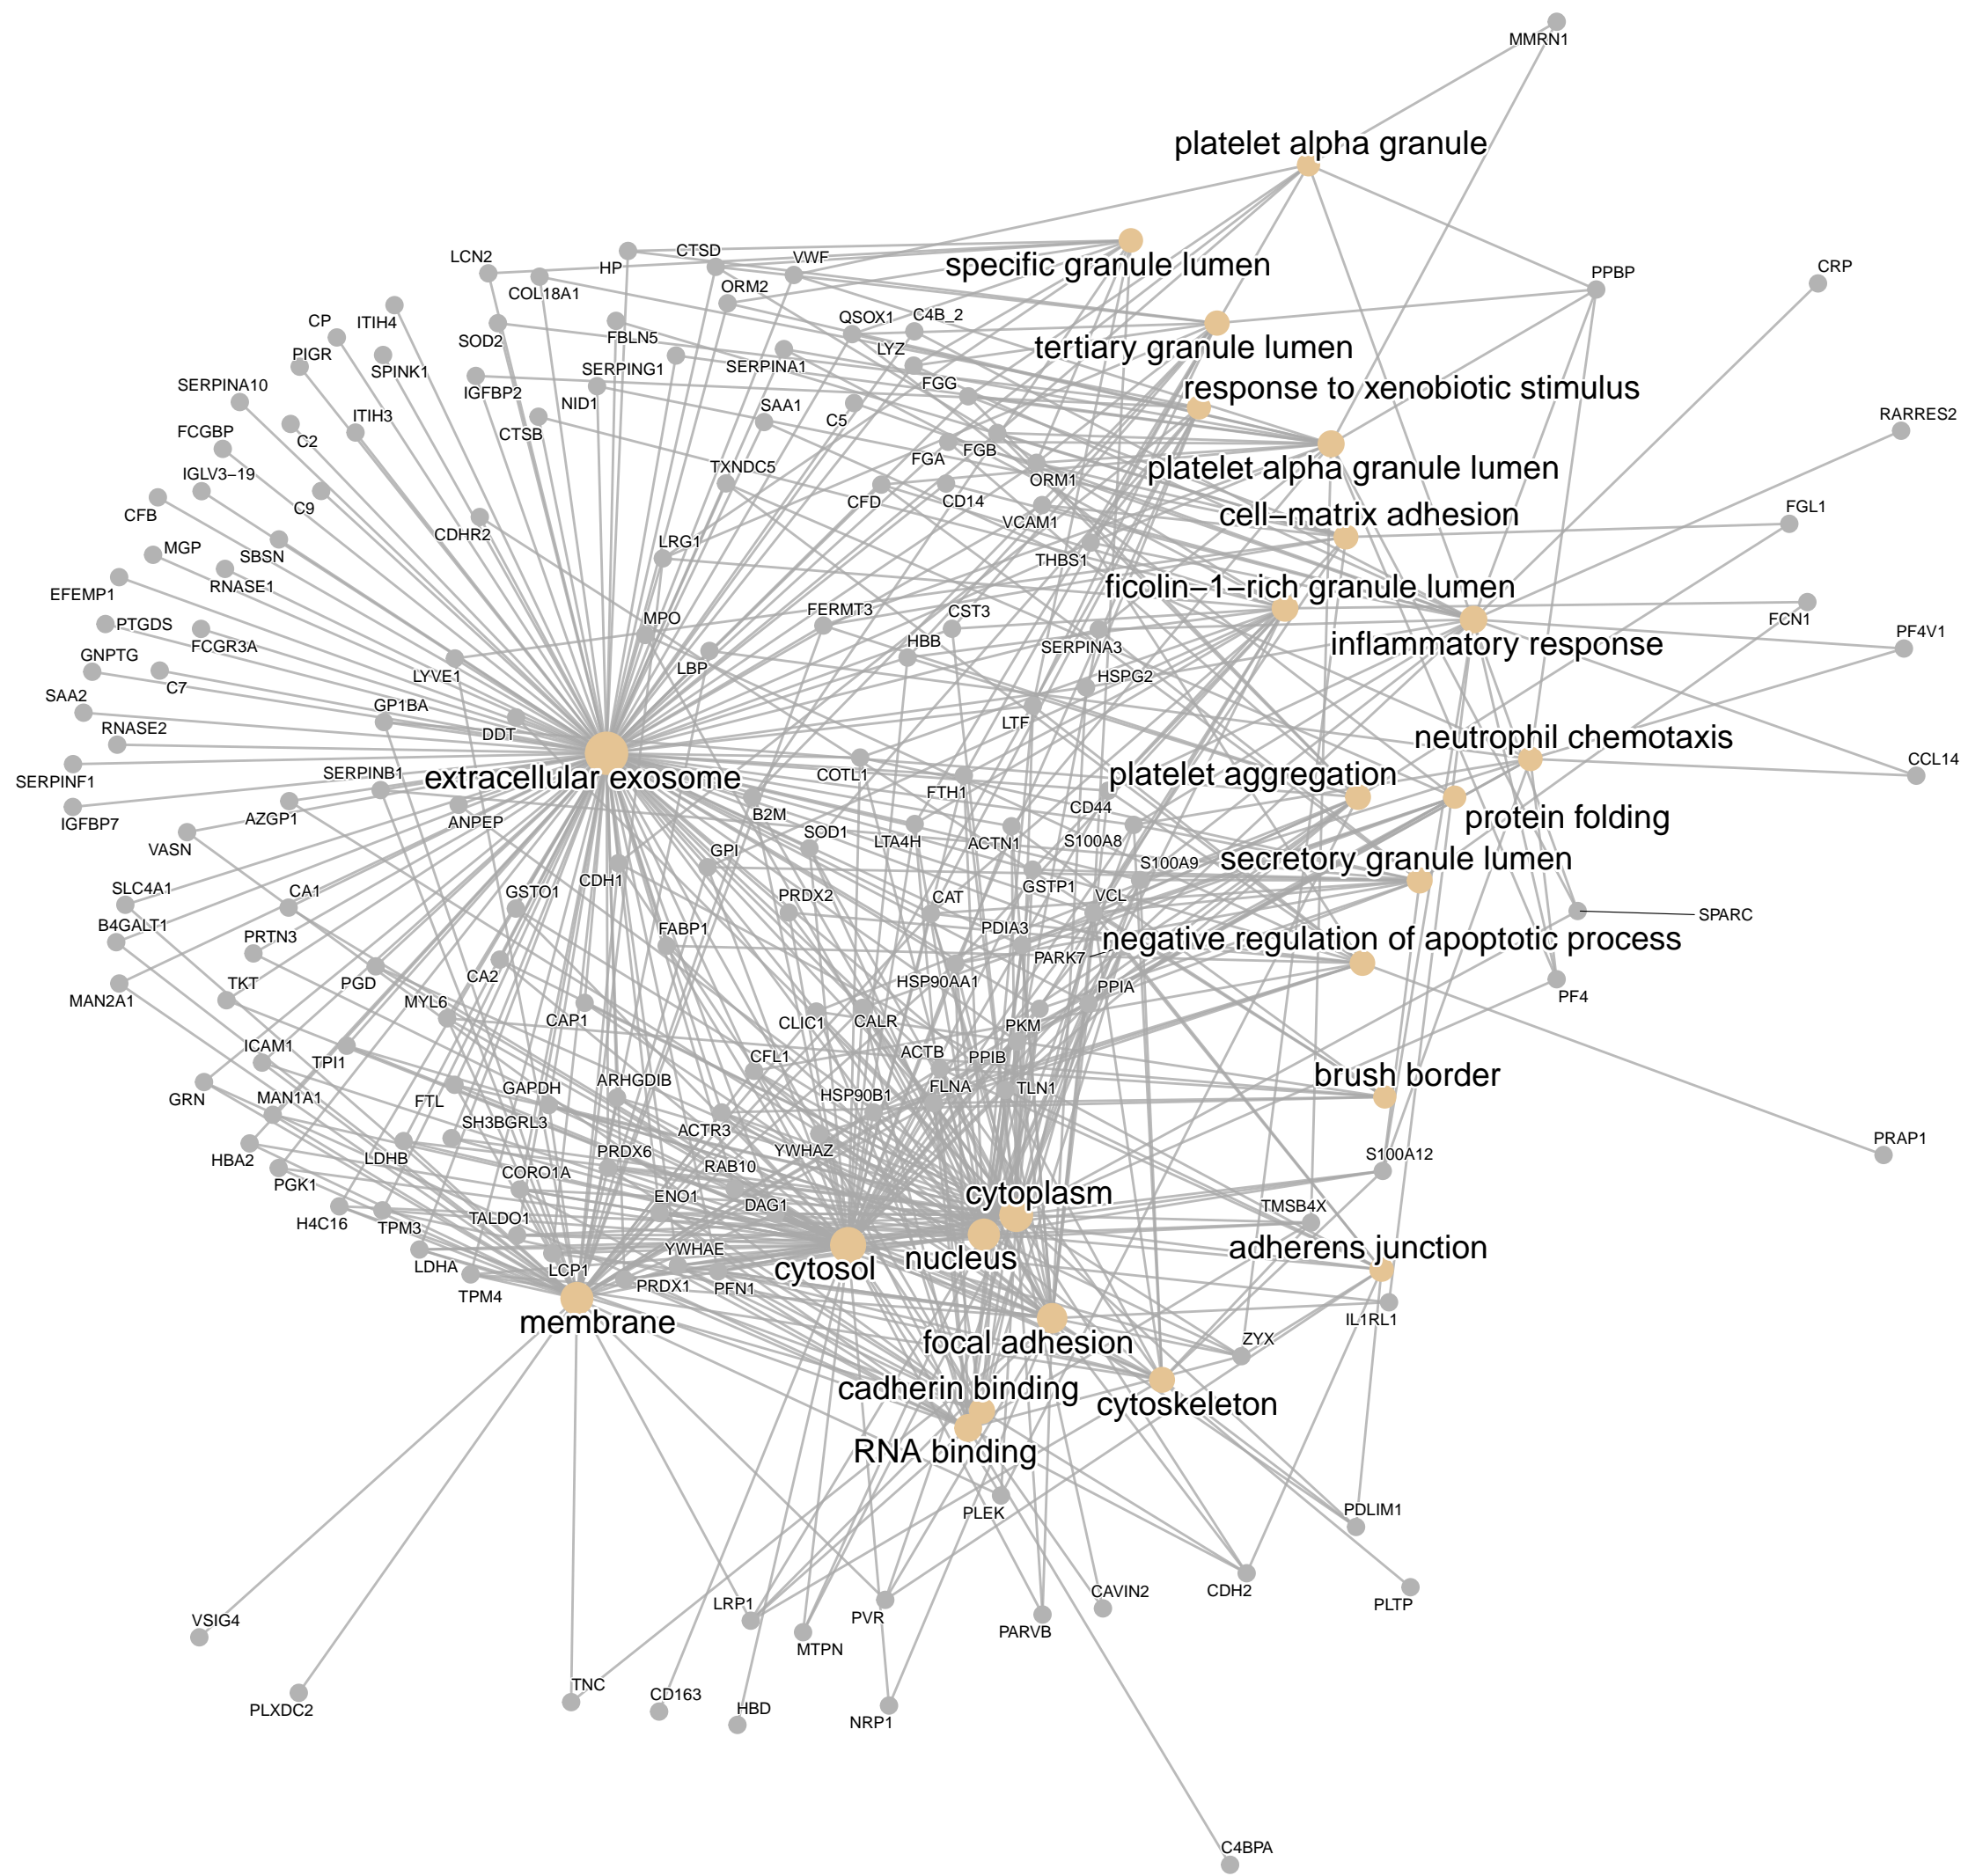 MMRN1
platelet alpha granule
LCN2
HP
CTSD
VWF
specific granule lumen
PPBP
CRP
COL18A1
ORM2
CP
ITIH4
SOD2
FBLN5
QSOX1
C4B_2
LYZ
tertiary granule lumen
PIGR
SPINK1
SERPING1
SERPINA1
SERPINA10
IGFBP2
NID1
SAA1
FGG
response to xenobiotic stimulus
FCGBP
C2
ITIH3
CTSB
C5
RARRES2
IGLV3−19
TXNDC5
FGA
FGB
platelet alpha granule lumen
CFB
C9
CDHR2
CFD
CD14
ORM1
VCAM1
cell−matrix adhesion
FGL1
MGP
SBSN
LRG1
THBS1
EFEMP1
RNASE1
ficolin−1−rich granule lumen
PTGDS
MPO
FERMT3
CST3
FCN1
FCGR3A
HBB
SERPINA3
inflammatory response
PF4V1
GNPTG
LYVE1
LBP
HSPG2
C7
SAA2
GP1BA
LTF
RNASE2
DDT
neutrophil chemotaxis
SERPINF1
SERPINB1
extracellular exosome
COTL1
platelet aggregation
CCL14
IGFBP7
FTH1
CD44
AZGP1
ANPEP
B2M
protein folding
VASN
SOD1
LTA4H
ACTN1
S100A8
GPI
S100A9
secretory granule lumen
SLC4A1
CA1
GSTO1
CDH1
PRDX2
CAT
GSTP1
VCL
SPARC
B4GALT1
PRTN3
FABP1
PDIA3
PARK7
negative regulation of apoptotic process
MAN2A1
TKT
PGD
CA2
HSP90AA1
PPIA
PF4
MYL6
CAP1
CLIC1
CALR
PKM
ICAM1
TPI1
CFL1
ACTB
PPIB
brush border
GRN
MAN1A1
FTL
GAPDH
ARHGDIB
HSP90B1
FLNA
TLN1
SH3BGRL3
ACTR3
PRAP1
HBA2
LDHB
PRDX6
RAB10
YWHAZ
S100A12
PGK1
CORO1A
ENO1
DAG1
cytoplasm
H4C16
TPM3
TALDO1
TMSB4X
LDHA
LCP1
YWHAE
cytosol
nucleus
adherens junction
TPM4
PRDX1
PFN1
membrane
focal adhesion
ZYX
IL1RL1
cadherin binding
cytoskeleton
RNA binding
PLEK
PDLIM1
VSIG4
LRP1
PVR
MTPN
PARVB
CAVIN2
CDH2
PLTP
PLXDC2
TNC
CD163
HBD
NRP1
C4BPA